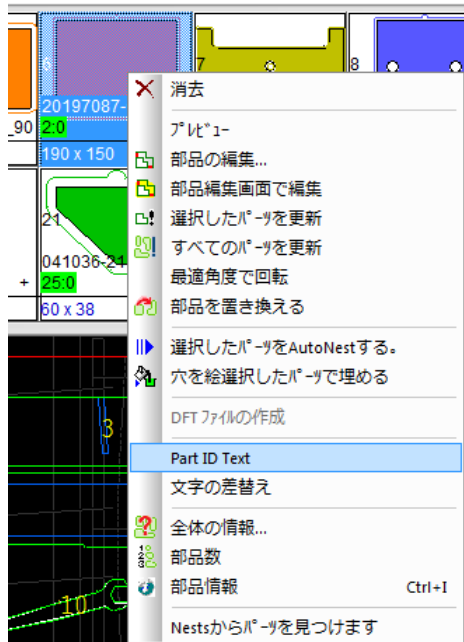 6
7
8
20197087-
_90
2:0
190 x 150
21
041036-21
+
25:0
60 x 38
3
10
消去
ﾌﾟﾚﾋﾞｭｰ
部品の編集...
部品編集画面で編集
選択したﾊﾟｰﾂを更新
すべてのﾊﾟｰﾂを更新
最適角度で回転
部品を置き換える
選択したﾊﾟｰﾂをAutoNestする。
穴を絵選択したﾊﾟｰﾂで埋める
DFT ﾌｧｲﾙの作成
Part ID Text
文字の差替え
全体の情報...
部品数
部品情報 Ctrl+I
Nestsからﾊﾟｰﾂを見つけます